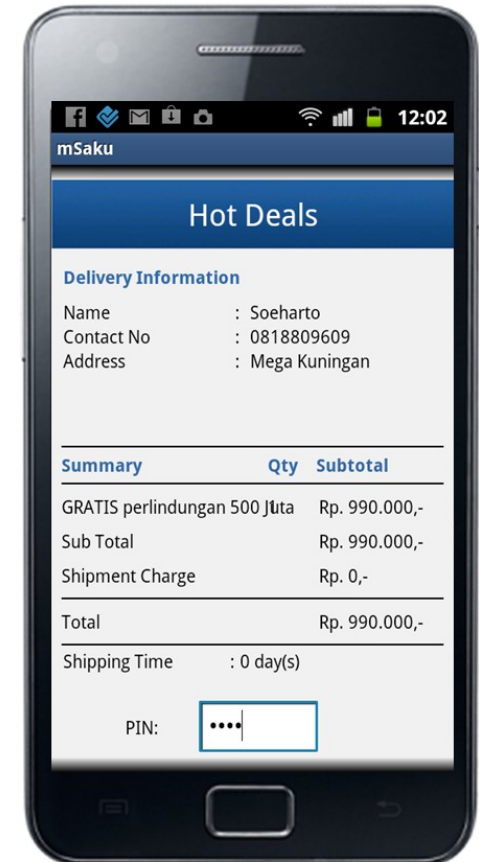 12:02
mSaku
Hot Deals
Delivery Information
Name : Soeharto
Contact No : 0818809609
Address : Mega Kuningan
Summary Qty Subtotal
GRATIS perlindungan 500 Juta 1 Rp. 990.000,-
Sub Total Rp. 990.000,-
Shipment Charge Rp. 0,-
Total Rp. 990.000,-
Shipping Time : 0 day(s)
PIN: ••••